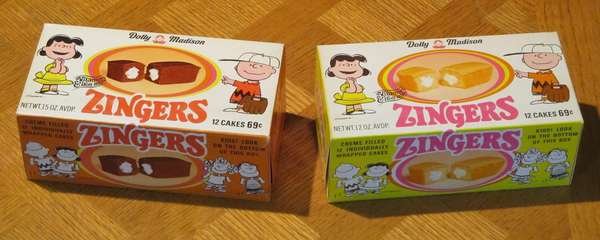 Dolly Madison
NET WT. 15 OZ. AVDP.
ZINGERS
12 CAKES 69¢
ZINGERS
CREME FILLED
12 INDIVIDUALLY
WRAPPED CAKES
KIDS! LOOK
ON THE BOTTOM
OF THIS BOX
Dolly Madison
NET WT. 17 OZ. AVDP.
ZINGERS
12 CAKES 69¢
ZINGERS
CREME FILLED
12 INDIVIDUALLY
WRAPPED CAKES
KIDS! LOOK
ON THE BOTTOM
OF THIS BOX